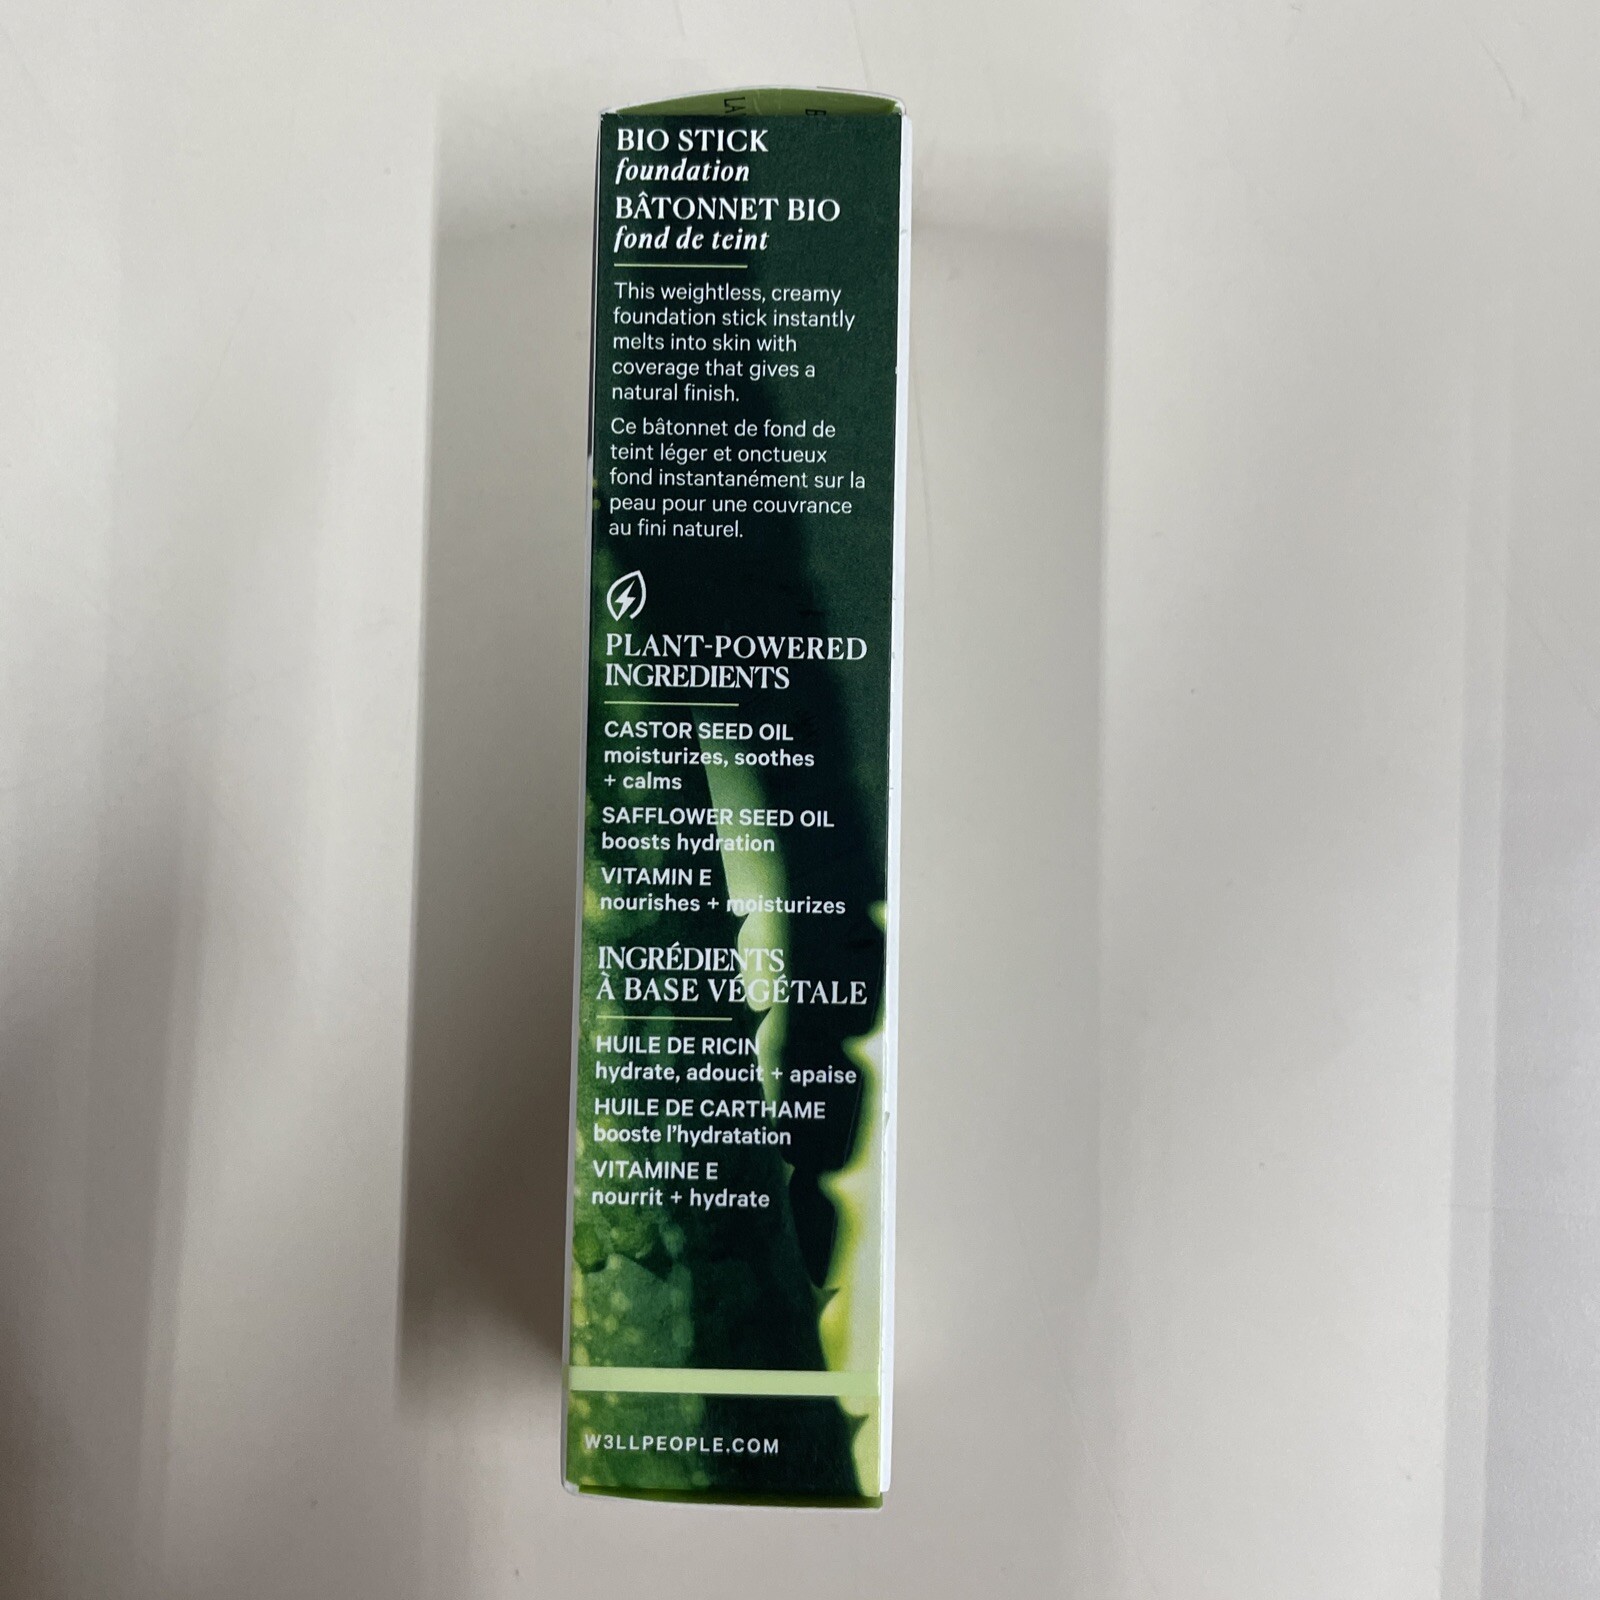 BIO STICK
foundation
BÂTONNET BIO
fond de teint
This weightless, creamy
foundation stick instantly
melts into skin with
coverage that gives a
natural finish.
Ce bâtonnet de fond de
teint léger et onctueux
fond instantanément sur la
peau pour une couvrance
au fini naturel.
PLANT-POWERED
INGREDIENTS
CASTOR SEED OIL
moisturizes, soothes
+ calms
SAFFLOWER SEED OIL
boosts hydration
VITAMIN E
nourishes + moisturizes
INGRÉDIENTS
À BASE VÉGÉTALE
HUILE DE RICIN
hydrate, adoucit + apaise
HUILE DE CARTHAME
booste l'hydratation
VITAMINE E
nourrit + hydrate
W3LLPEOPLE.COM